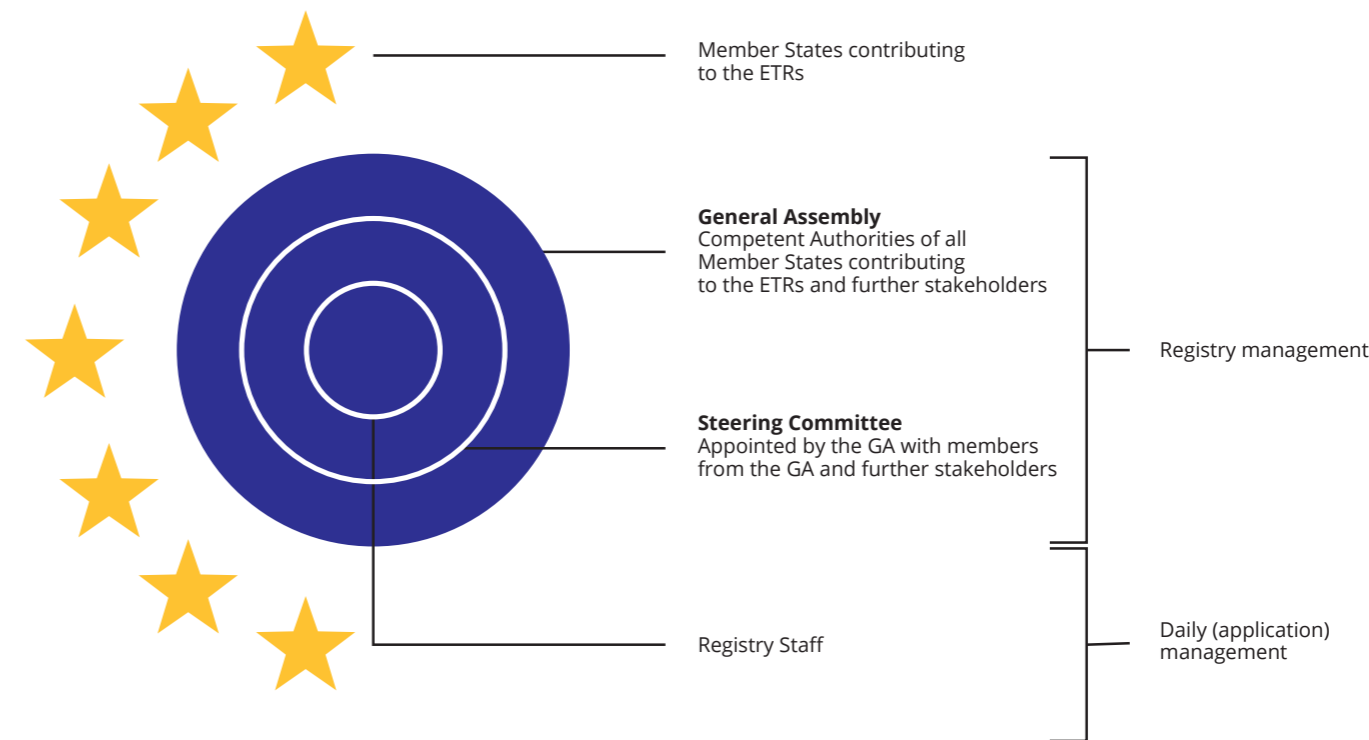 Member States contributing
to the ETRs
General Assembly
Competent Authorities of all
Member States contributing
to the ETRs and further stakeholders
Registry management
Steering Committee
Appointed by the GA with members
from the GA and further stakeholders
Registry Staff
Daily (application)
management